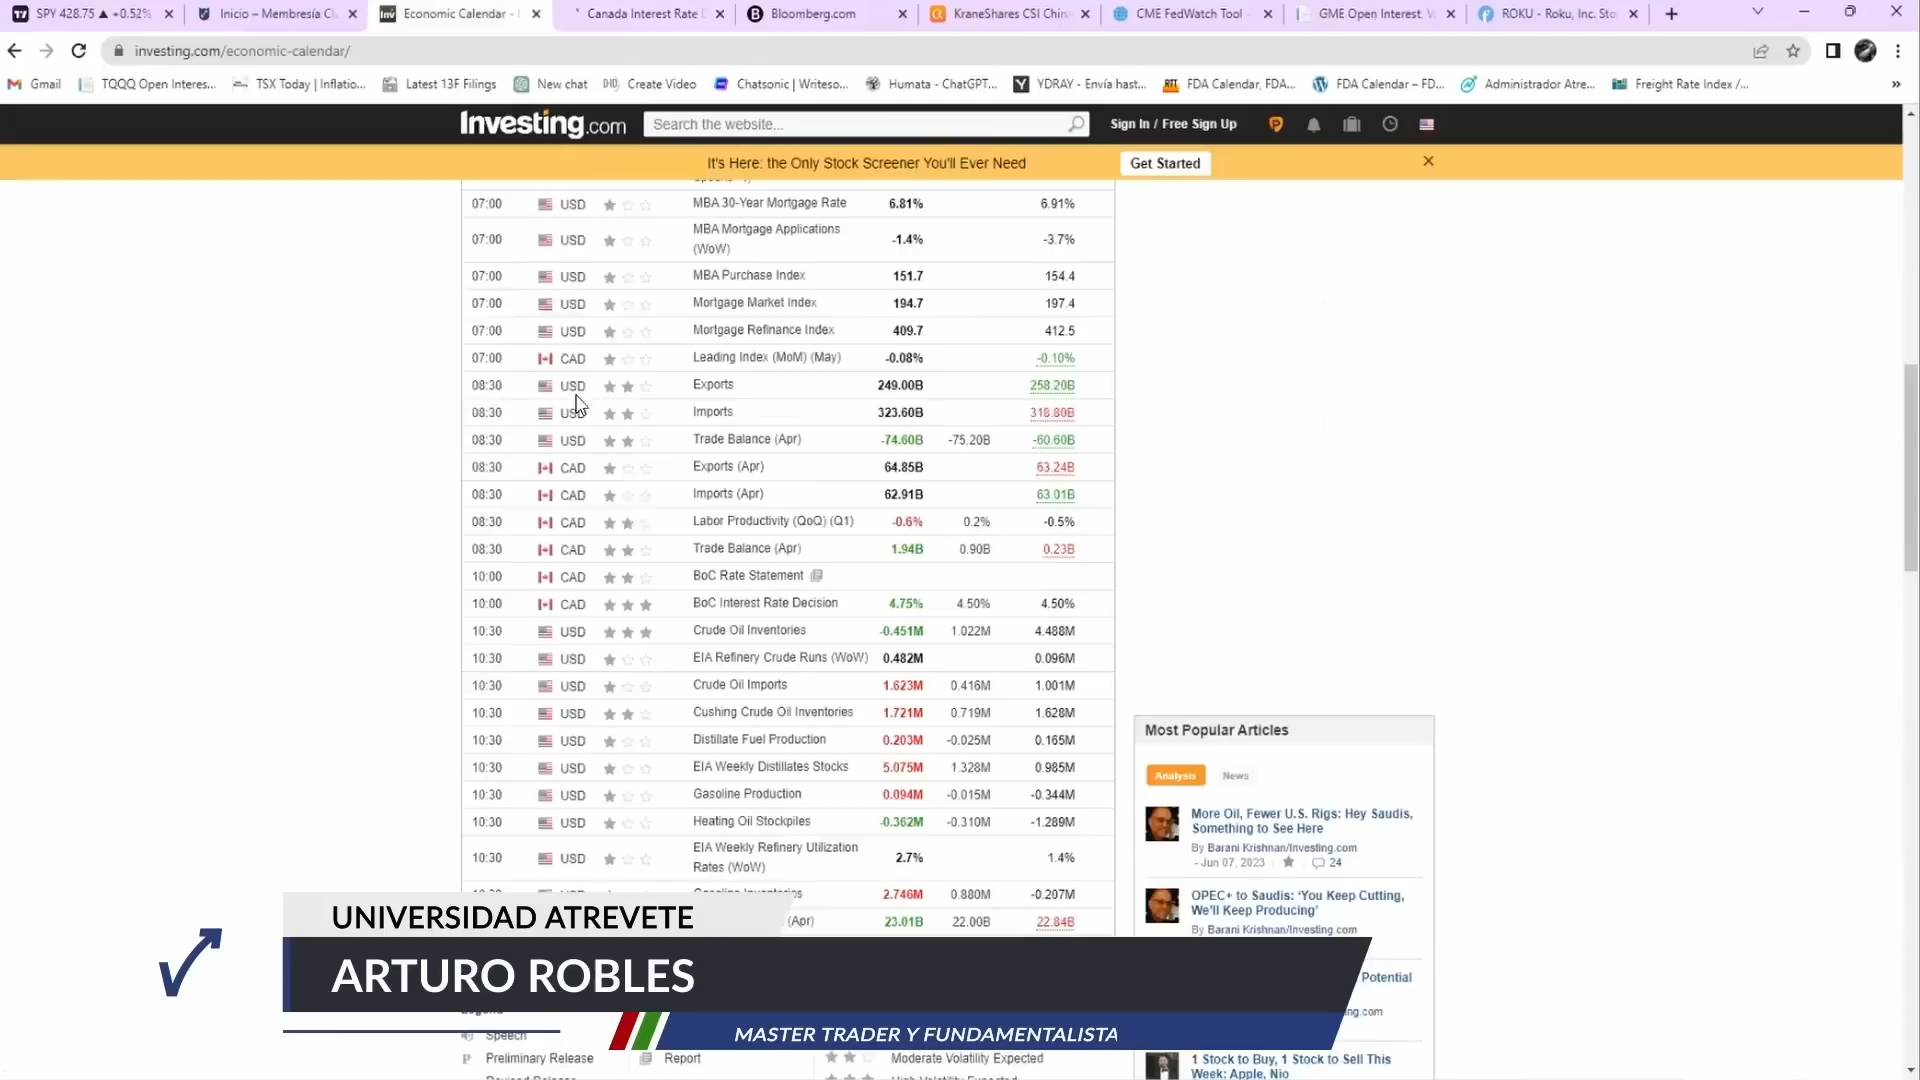 SPY 428.75 ▲ +0.52%
Inicio – Membresía Cl
Economic Calendar - I
Canada Interest Rate D
Bloomberg.com
KraneShares CSI Chin
CME FedWatch Tool -
GME Open Interest, V
ROKU - Roku, Inc. Sto
investing.com/economic-calendar/
Gmail
TQQQ Open Interes...
TSX Today | Inflatio...
Latest 13F Filings
New chat
Create Video
Chatsonic | Writeso...
Humata - ChatGPT...
YDRAY - Envía hast...
FDA Calendar, FDA...
FDA Calendar – FD...
Administrador Atre...
Freight Rate Index /...
Investing.com
Search the website...
Sign In / Free Sign Up
It's Here: the Only Stock Screener You'll Ever Need
Get Started
07:00 USD MBA 30-Year Mortgage Rate 6.81% 6.91%
07:00 USD MBA Mortgage Applications (WoW) -1.4% -3.7%
07:00 USD MBA Purchase Index 151.7 154.4
07:00 USD Mortgage Market Index 194.7 197.4
07:00 USD Mortgage Refinance Index 409.7 412.5
07:00 CAD Leading Index (MoM) (May) -0.08% -0.10%
08:30 USD Exports 249.00B 258.20B
08:30 USD Imports 323.60B 318.80B
08:30 USD Trade Balance (Apr) -74.60B -75.20B -60.60B
08:30 CAD Exports (Apr) 64.85B 63.24B
08:30 CAD Imports (Apr) 62.91B 63.01B
08:30 CAD Labor Productivity (QoQ) (Q1) -0.6% 0.2% -0.5%
08:30 CAD Trade Balance (Apr) 1.94B 0.90B 0.23B
10:00 CAD BoC Rate Statement
10:00 CAD BoC Interest Rate Decision 4.75% 4.50% 4.50%
10:30 USD Crude Oil Inventories -0.451M 1.022M 4.488M
10:30 USD EIA Refinery Crude Runs (WoW) 0.482M 0.096M
10:30 USD Crude Oil Imports 1.623M 0.416M 1.001M
10:30 USD Cushing Crude Oil Inventories 1.721M 0.719M 1.628M
10:30 USD Distillate Fuel Production 0.203M -0.025M 0.165M
10:30 USD EIA Weekly Distillates Stocks 5.075M 1.328M 0.985M
10:30 USD Gasoline Production 0.094M -0.015M -0.344M
10:30 USD Heating Oil Stockpiles -0.362M -0.310M -1.289M
10:30 USD EIA Weekly Refinery Utilization Rates (WoW) 2.7% 1.4%
10:30 Gasoline Inventories 2.746M 0.880M -0.207M
(Apr) 23.01B 22.00B 22.84B
Most Popular Articles
Analysis News
More Oil, Fewer U.S. Rigs: Hey Saudis,
Something to See Here
By Barani Krishnan/Investing.com
- Jun 07, 2023 24
OPEC+ to Saudis: ‘You Keep Cutting,
We'll Keep Producing’
By Barani Krishnan/Investing.com
Potential
ing.com
1 Stock to Buy, 1 Stock to Sell This
Week: Apple, Nio
UNIVERSIDAD ATREVETE
ARTURO ROBLES
MASTER TRADER Y FUNDAMENTALISTA
Speech
P Preliminary Release
Report
Moderate Volatility Expected
High Volatility Expected